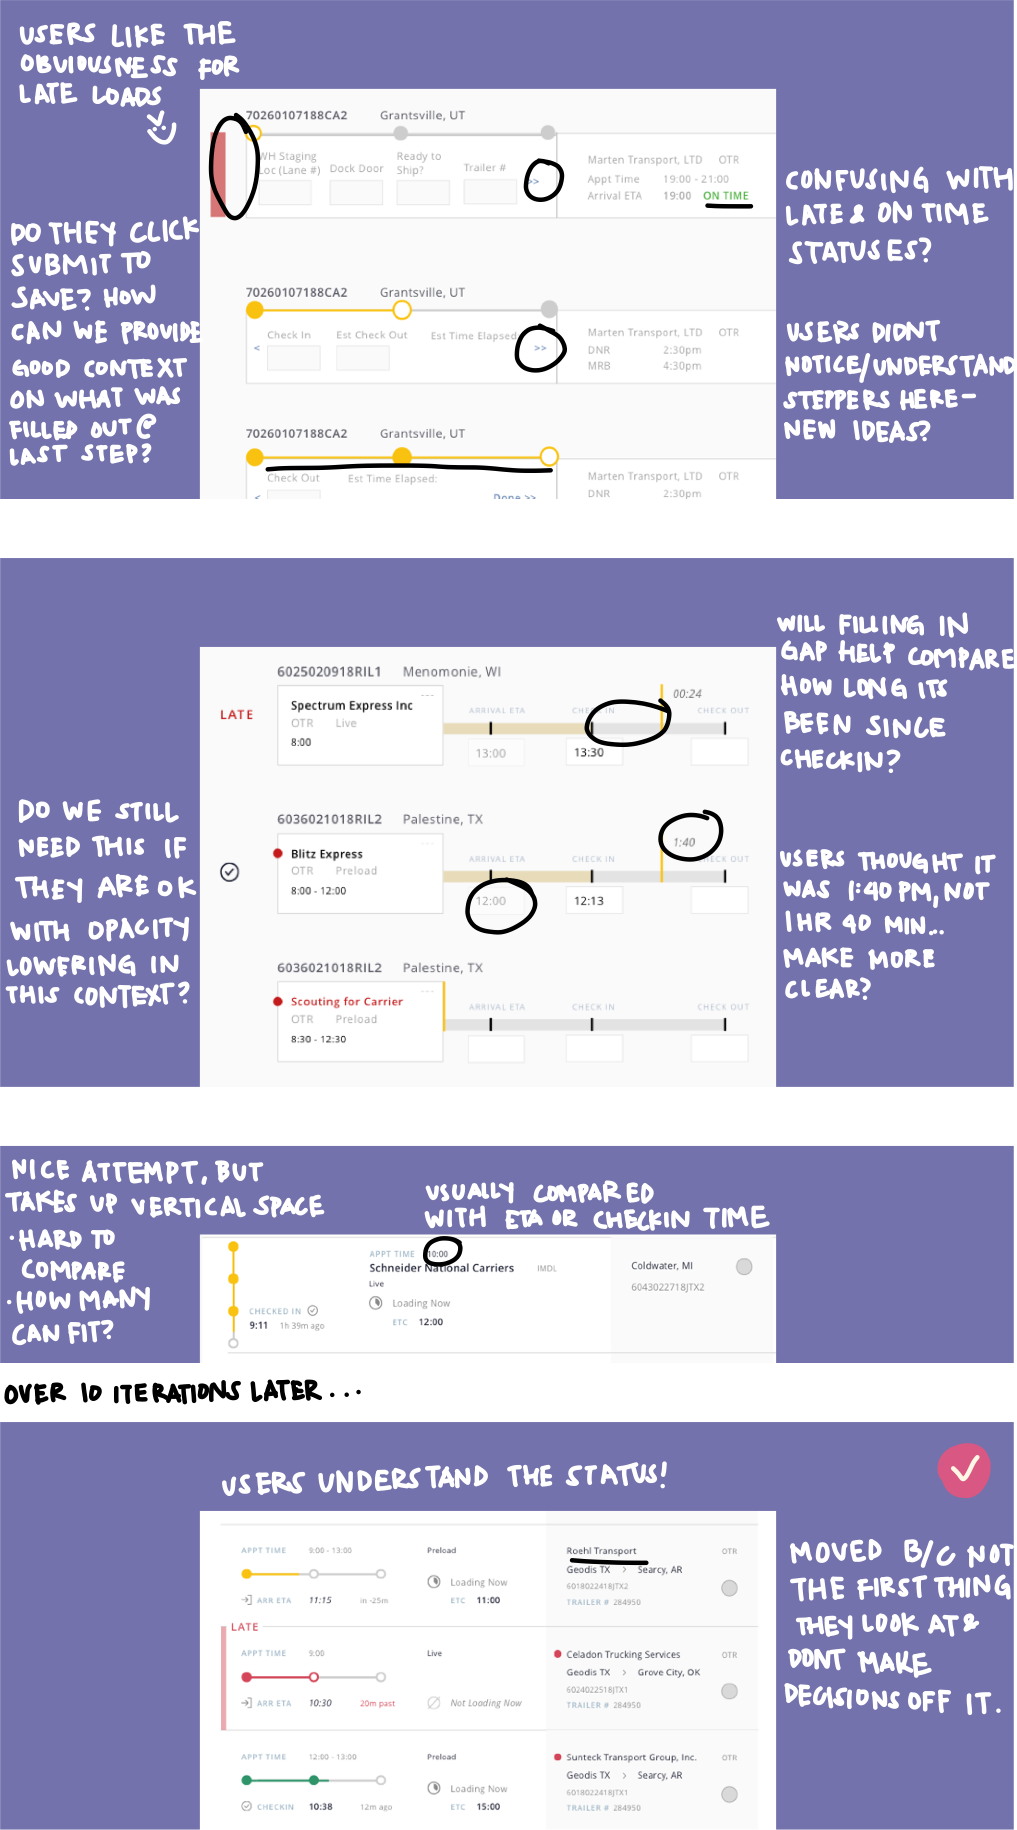 USERS LIKE THE
OBVIOUSNESS FOR
LATE LOADS
70260107188CA2 Grantsville, UT
WH Staging Loc (Lane #) Dock Door Ready to Ship? Trailer #
>>
Marten Transport, LTD OTR
Appt Time 19:00 - 21:00
Arrival ETA 19:00 ON TIME
CONFUSING WITH
LATE & ON TIME
STATUSES?
DO THEY CLICK
SUBMIT TO
SAVE? HOW
CAN WE PROVIDE
GOOD CONTEXT
ON WHAT WAS
FILLED OUT @
LAST STEP?
70260107188CA2 Grantsville, UT
< Check In Est Check Out Est Time Elapsed >>
Marten Transport, LTD OTR
DNR 2:30pm
MRB 4:30pm
USERS DIDNT
NOTICE/UNDERSTAND
STEPPERS HERE-
NEW IDEAS?
70260107188CA2 Grantsville, UT
< Check Out Est Time Elapsed:
Done >>
Marten Transport, LTD OTR
DNR 2:30pm
WILL FILLING IN
GAP HELP COMPARE
HOW LONG ITS
BEEN SINCE
CHECKIN?
6025020918RIL1 Menomonie, WI
LATE
Spectrum Express Inc
OTR Live
8:00
00:24
ARRIVAL ETA CHECK IN CHECK OUT
13:00 13:30
DO WE STILL
NEED THIS IF
THEY ARE OK
WITH OPACITY
LOWERING IN
THIS CONTEXT?
6036021018RIL2 Palestine, TX
Blitz Express
OTR Preload
8:00 - 12:00
1:40
ARRIVAL ETA CHECK IN CHECK OUT
12:00 12:13
USERS THOUGHT IT
WAS 1:40 PM, NOT
1 HR 40 MIN...
MAKE MORE
CLEAR?
6036021018RIL2 Palestine, TX
Scouting for Carrier
OTR Preload
8:30 - 12:30
ARRIVAL ETA CHECK IN CHECK OUT
NICE ATTEMPT, BUT
TAKES UP VERTICAL SPACE
·HARD TO
COMPARE
·HOW MANY
CAN FIT?
USUALLY COMPARED
WITH ETA OR CHECKIN TIME
CHECKED IN
9:11 1h 39m ago
APPT TIME 10:00
Schneider National Carriers IMDL
Live
Loading Now
ETC 12:00
Coldwater, MI
6043022718JTX2
OVER 10 ITERATIONS LATER...
USERS UNDERSTAND THE STATUS!
MOVED B/C NOT
THE FIRST THING
THEY LOOK AT &
DONT MAKE
DECISIONS OFF IT.
APPT TIME 9:00 - 13:00 Preload
Loading Now
ARR ETA 11:15 in -25m ETC 11:00
Roehl Transport OTR
Geodis TX > Searcy, AR
6018022418JTX2
TRAILER # 284950
LATE
APPT TIME 9:00 Live
ARR ETA 10:30 20m past Not Loading Now
Celadon Trucking Services OTR
Geodis TX > Grove City, OK
6024022518JTX1
TRAILER # 284950
APPT TIME 12:00 - 13:00 Preload
Loading Now
CHECKIN 10:38 12m ago ETC 15:00
Sunteck Transport Group, Inc. OTR
Geodis TX > Searcy, AR
6018022418JTX1
TRAILER # 284950